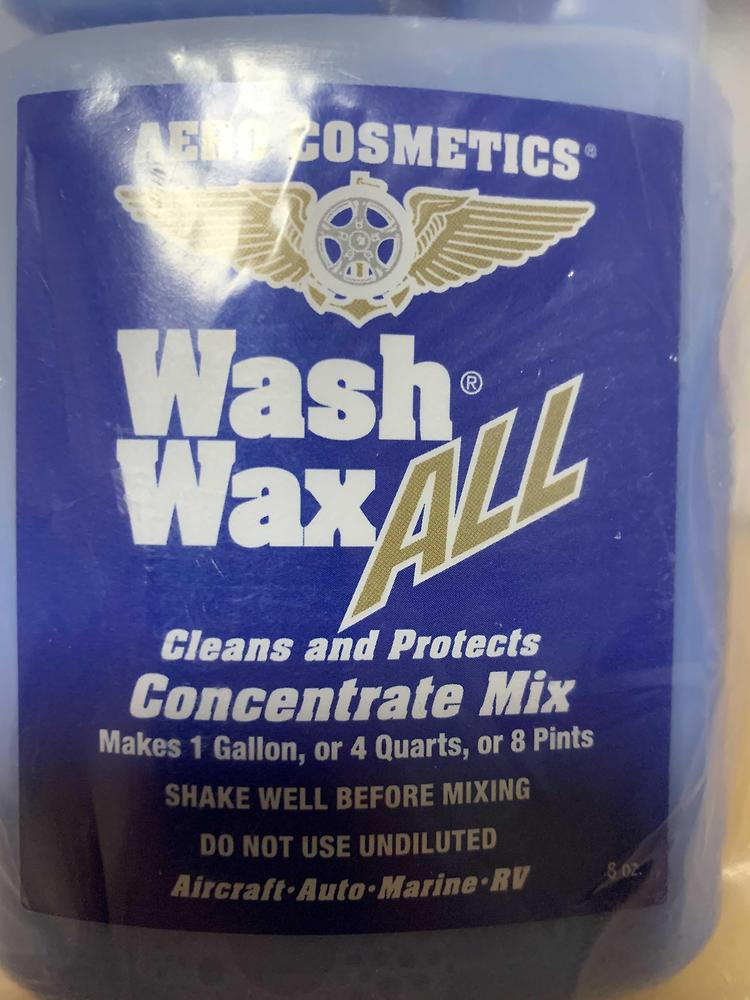 AERO COSMETICS®
Wash®
Wax ALL
Cleans and Protects
Concentrate Mix
Makes 1 Gallon, or 4 Quarts, or 8 Pints
SHAKE WELL BEFORE MIXING
DO NOT USE UNDILUTED
Aircraft·Auto·Marine·RV
8 oz.